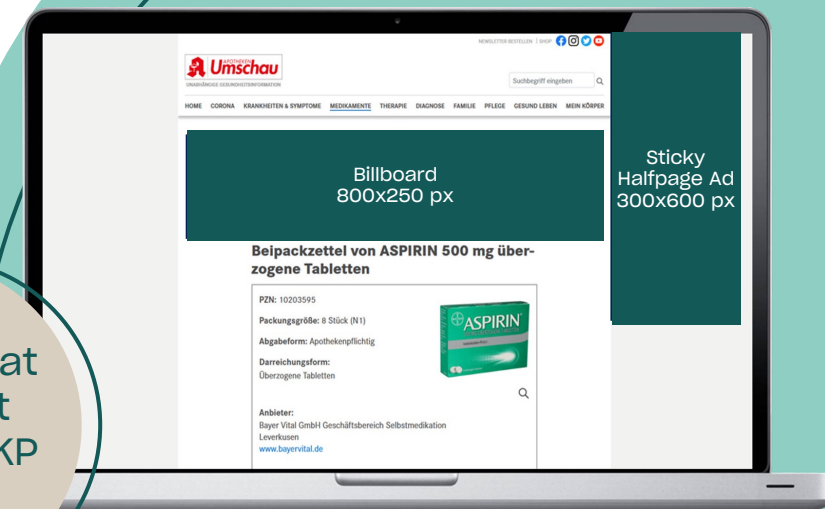 NEWSLETTER BESTELLEN | SHOP
APOTHEKEN
Umschau
UNABHÄNGIGE GESUNDHEITSINFORMATION
Suchbegriff eingeben
HOME CORONA KRANKHEITEN & SYMPTOME MEDIKAMENTE THERAPIE DIAGNOSE FAMILIE PFLEGE GESUND LEBEN MEIN KÖRPER
Billboard
800x250 px
Sticky
Halfpage Ad
300x600 px
Beipackzettel von ASPIRIN 500 mg über-
zogene Tabletten
PZN: 10203595
Packungsgröße: 8 Stück (N1)
Abgabeform: Apothekenpflichtig
Darreichungsform:
Überzogene Tabletten
ASPIRIN
Anbieter:
Bayer Vital GmbH Geschäftsbereich Selbstmedikation
Leverkusen
www.bayervital.de
at
t
KP